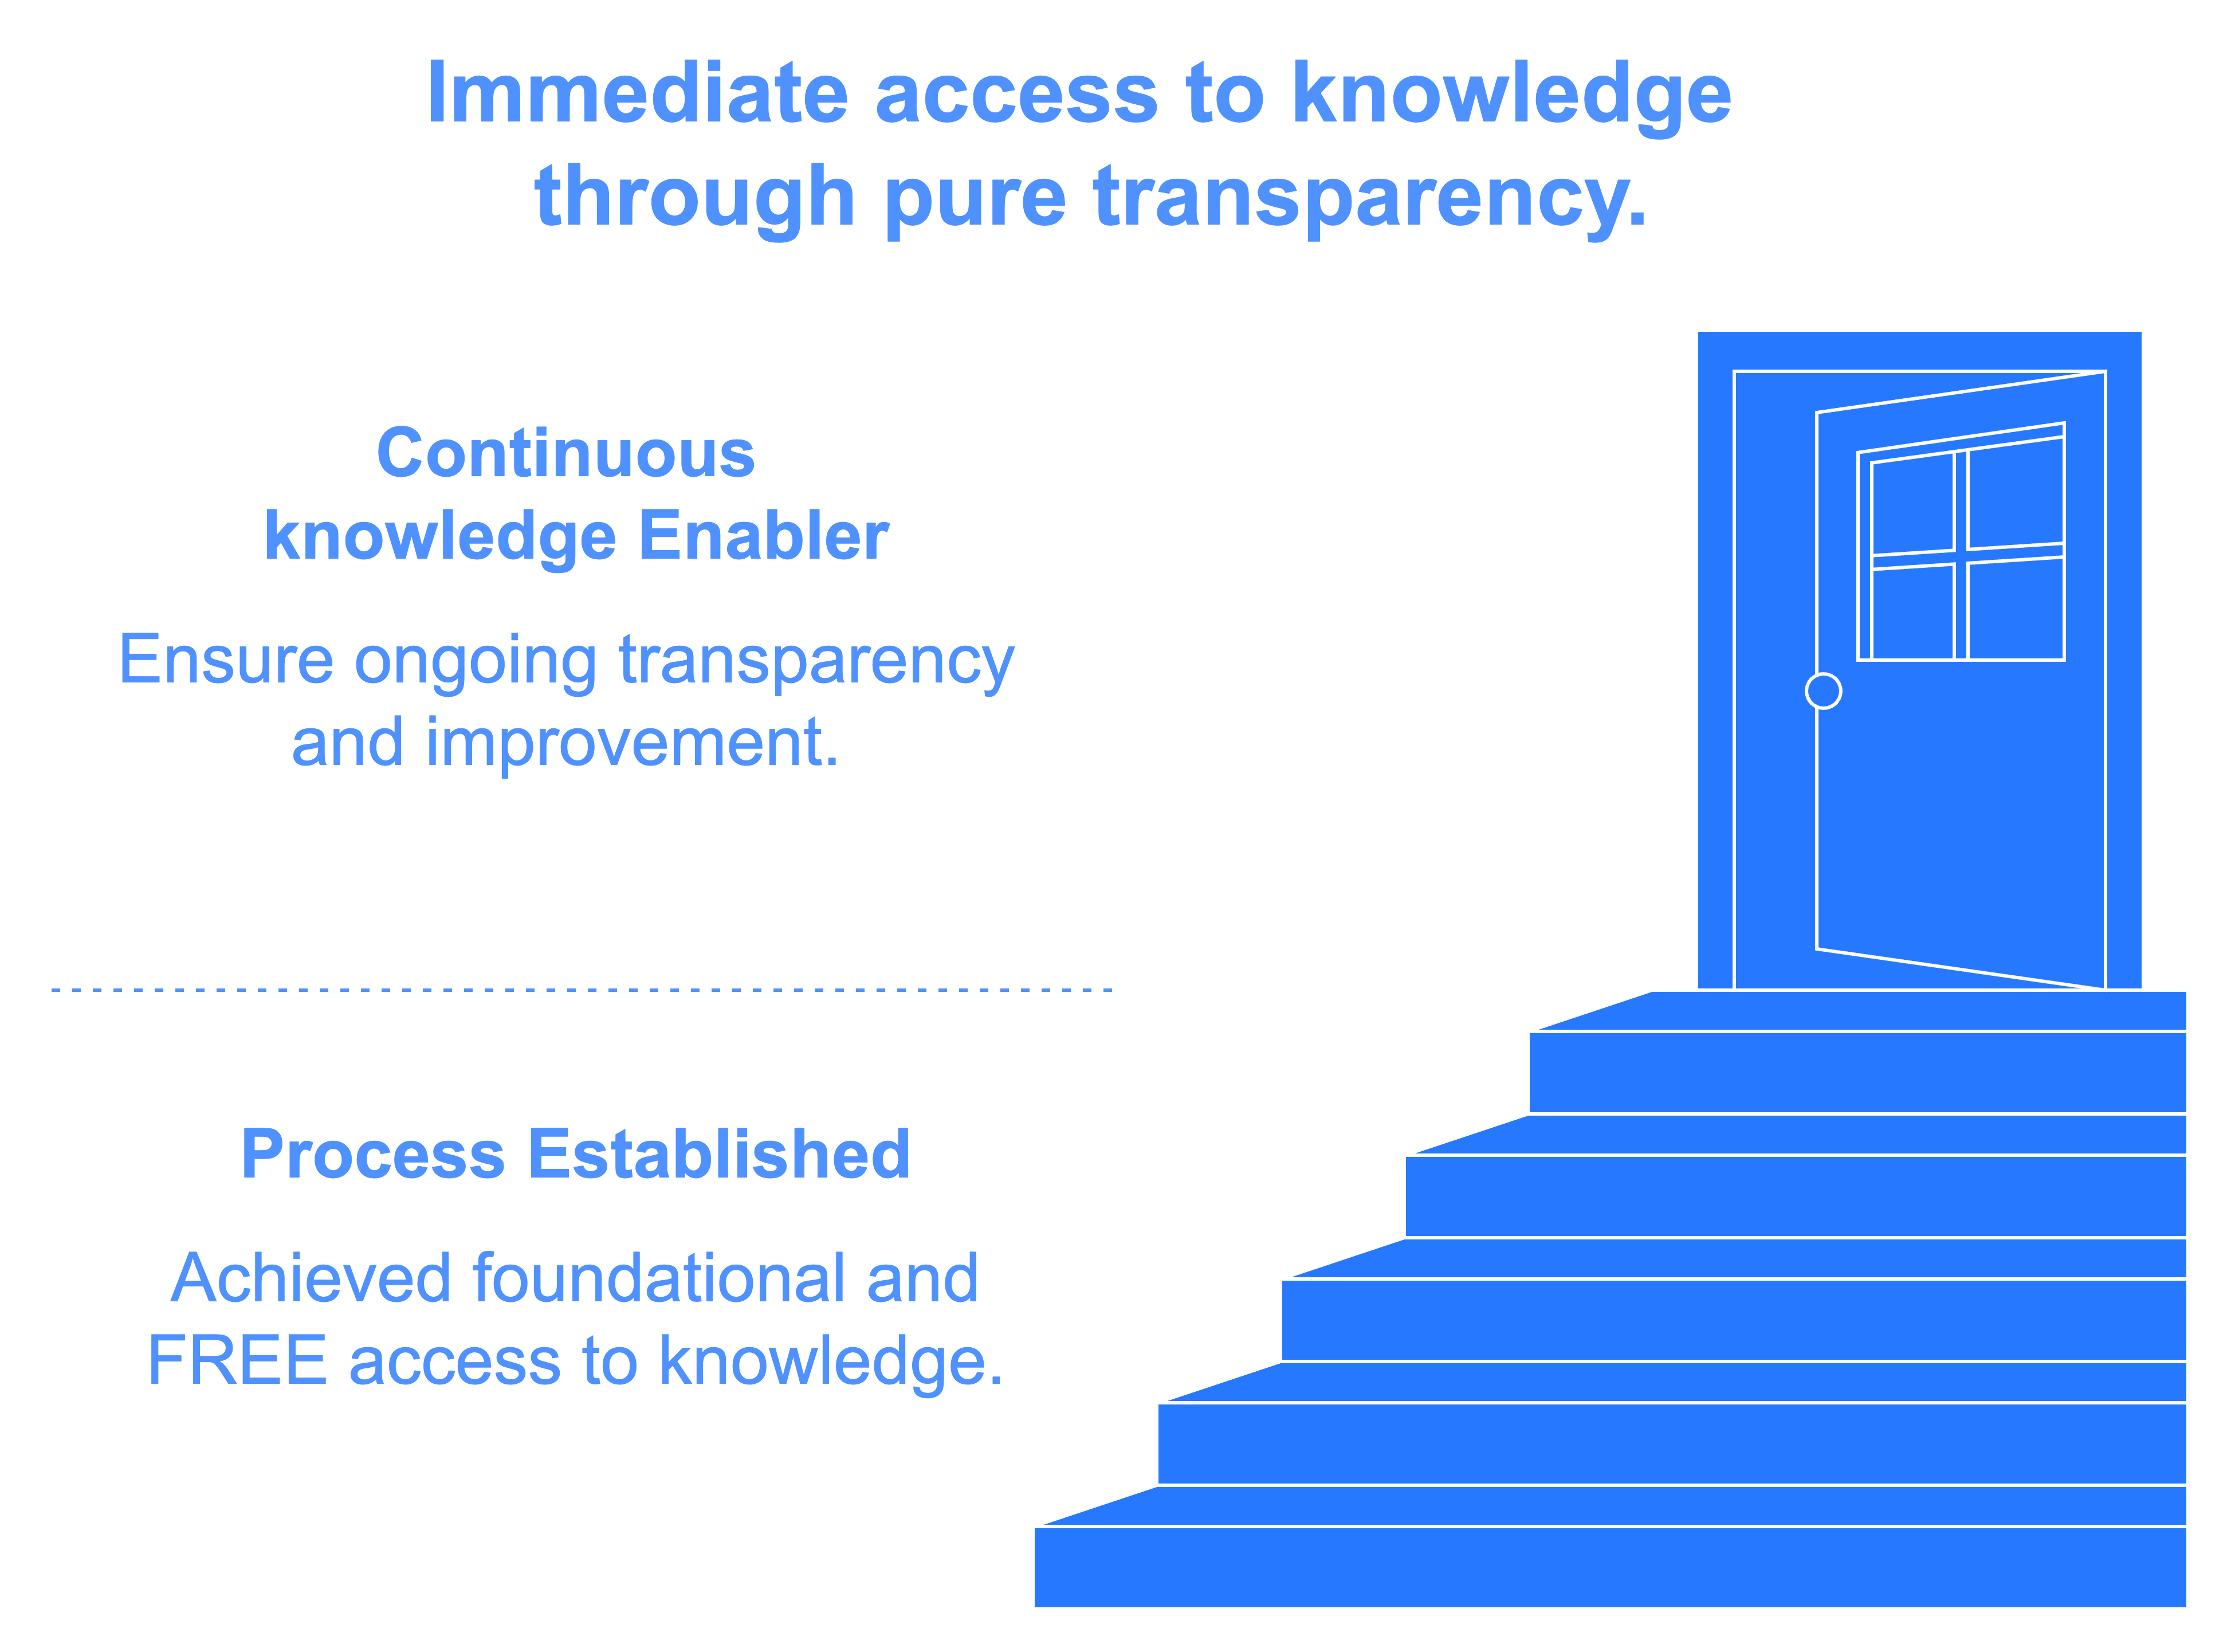 Immediate access to knowledge
through pure transparency.
Continuous
knowledge Enabler
Ensure ongoing transparency
and improvement.
Process Established
Achieved foundational and
FREE access to knowledge.